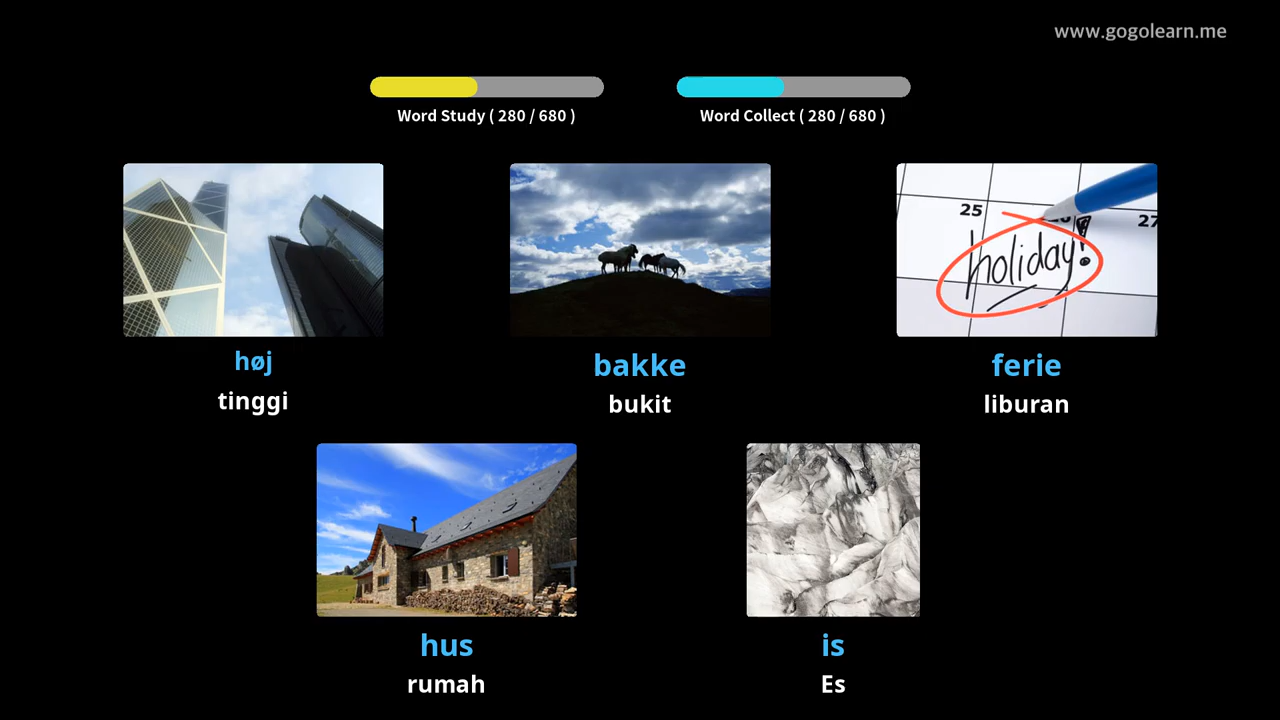 www.gogolearn.me
Word Study ( 280 / 680 )
Word Collect ( 280 / 680 )
25
27
holiday!
høj
tinggi
bakke
bukit
ferie
liburan
hus
rumah
is
Es